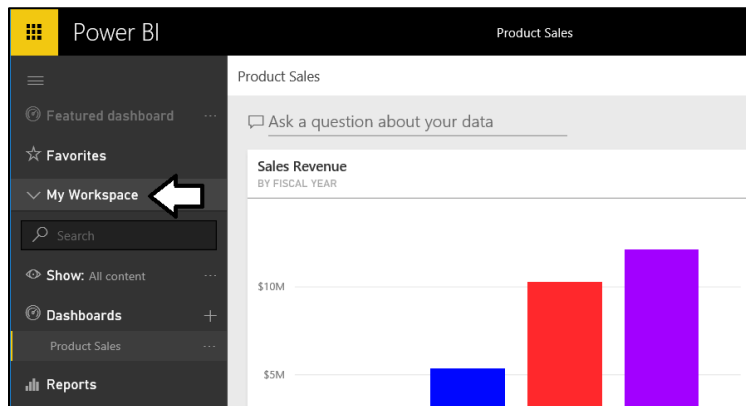 Power BI
Product Sales
Product Sales
Featured dashboard
Ask a question about your data
Favorites
Sales Revenue
BY FISCAL YEAR
My Workspace
Search
Show: All content
$10M
Dashboards
Product Sales
$5M
Reports